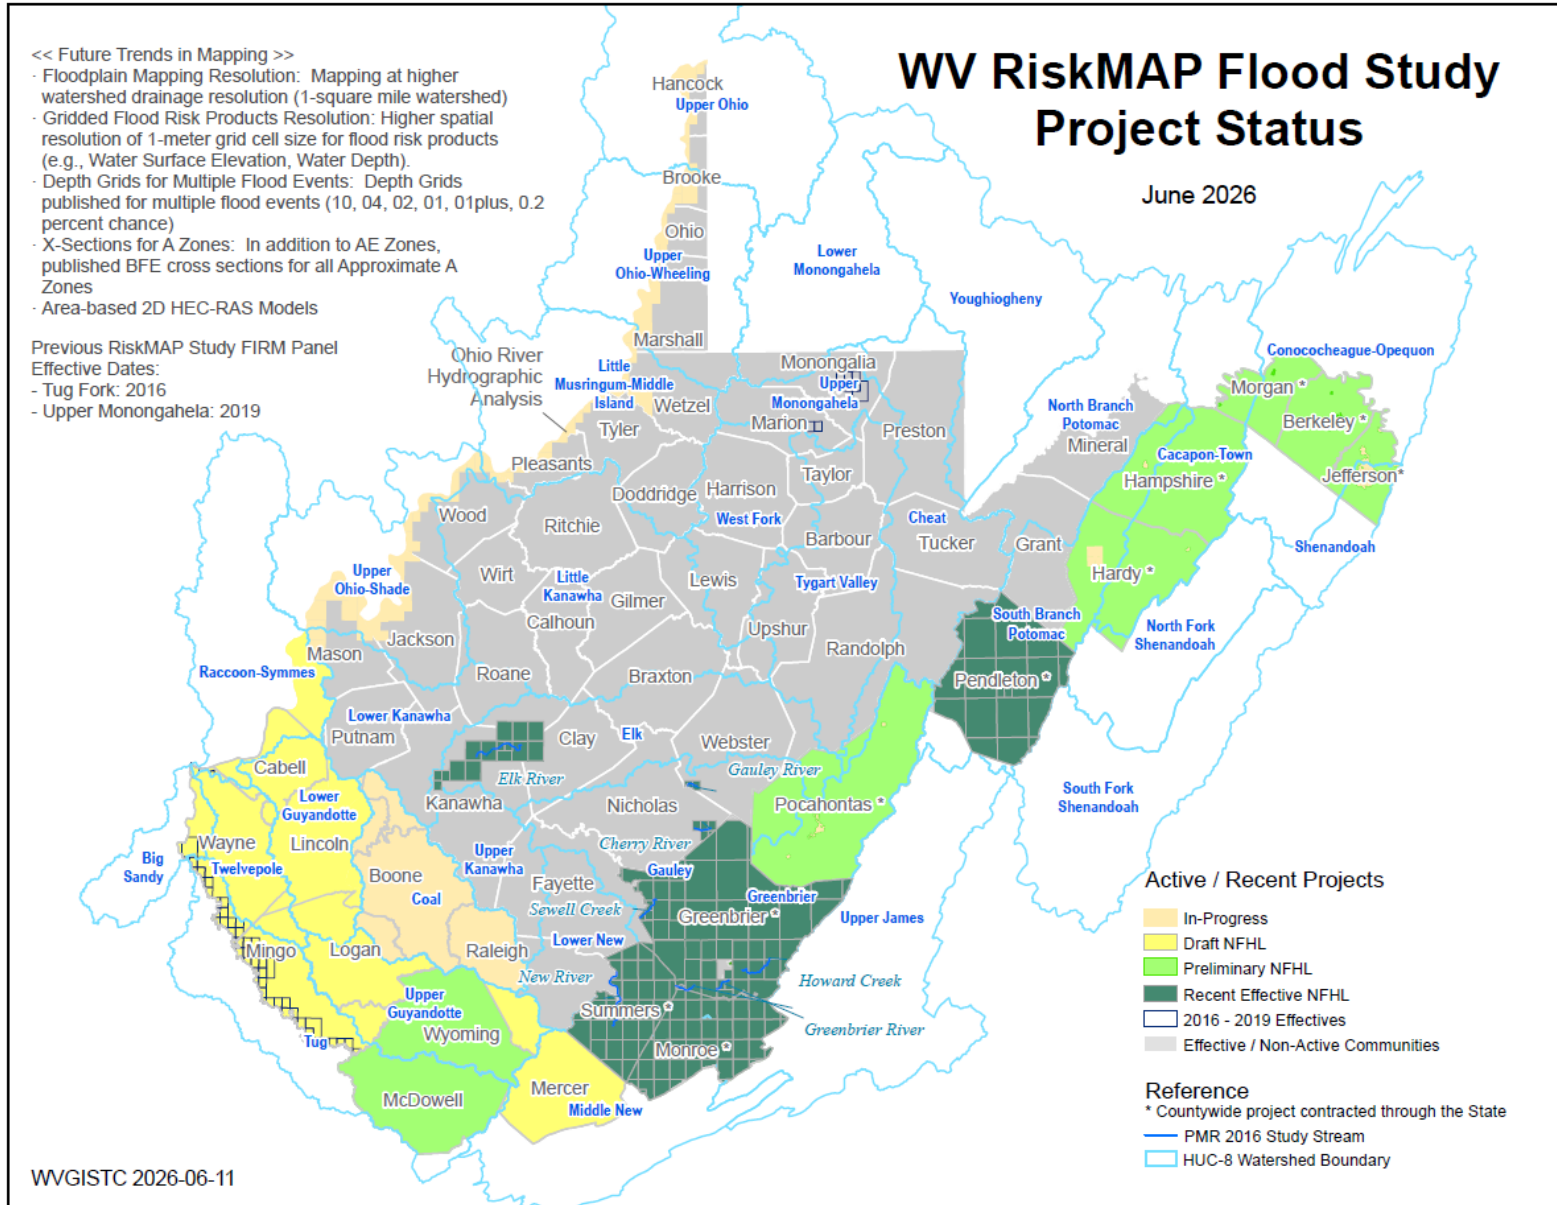 << Future Trends in Mapping >>
· Floodplain Mapping Resolution: Mapping at higher
watershed drainage resolution (1-square mile watershed)
· Gridded Flood Risk Products Resolution: Higher spatial
resolution of 1-meter grid cell size for flood risk products
(e.g., Water Surface Elevation, Water Depth).
· Depth Grids for Multiple Flood Events: Depth Grids
published for multiple flood events (10, 04, 02, 01, 01plus, 0.2
percent chance)
· X-Sections for A Zones: In addition to AE Zones,
published BFE cross sections for all Approximate A
Zones
· Area-based 2D HEC-RAS Models
Previous RiskMAP Study FIRM Panel
Effective Dates:
- Tug Fork: 2016
- Upper Monongahela: 2019
WV RiskMAP Flood Study
Project Status
June 2026
Hancock
Upper Ohio
Brooke
Ohio
Upper
Ohio-Wheeling
Lower
Monongahela
Youghiogheny
Marshall
Ohio River
Hydrographic
Analysis
Little
Musringum-Middle
Island
Wetzel
Monongalia
Upper
Monongahela
Marion
Tyler
Preston
Pleasants
Taylor
Doddridge
Harrison
Wood
Ritchie
West Fork
Barbour
Cheat
Tucker
Grant
North Branch
Potomac
Mineral
Conococheague-Opequon
Morgan *
Berkeley *
Cacapon-Town
Hampshire *
Jefferson*
Shenandoah
Hardy *
North Fork
Shenandoah
South Branch
Potomac
Upper
Ohio-Shade
Wirt
Little
Kanawha
Gilmer
Lewis
Tygart Valley
Calhoun
Upshur
Jackson
Mason
Randolph
Raccoon-Symmes
Roane
Braxton
Pendleton *
Lower Kanawha
Putnam
Clay
Elk
Webster
Cabell
Elk River
Gauley River
South Fork
Shenandoah
Lower
Guyandotte
Kanawha
Nicholas
Pocahontas *
Wayne
Lincoln
Cherry River
Big
Sandy
Twelvepole
Upper
Kanawha
Gauley
Boone
Coal
Fayette
Greenbrier
Sewell Creek
Greenbrier *
Upper James
Mingo
Logan
Raleigh
Lower New
New River
Howard Creek
Upper
Guyandotte
Summers *
Greenbrier River
Wyoming
Tug
Monroe *
McDowell
Mercer
Middle New
Active / Recent Projects
In-Progress
Draft NFHL
Preliminary NFHL
Recent Effective NFHL
2016 - 2019 Effectives
Effective / Non-Active Communities
Reference
* Countywide project contracted through the State
PMR 2016 Study Stream
HUC-8 Watershed Boundary
WVGISTC 2026-06-11